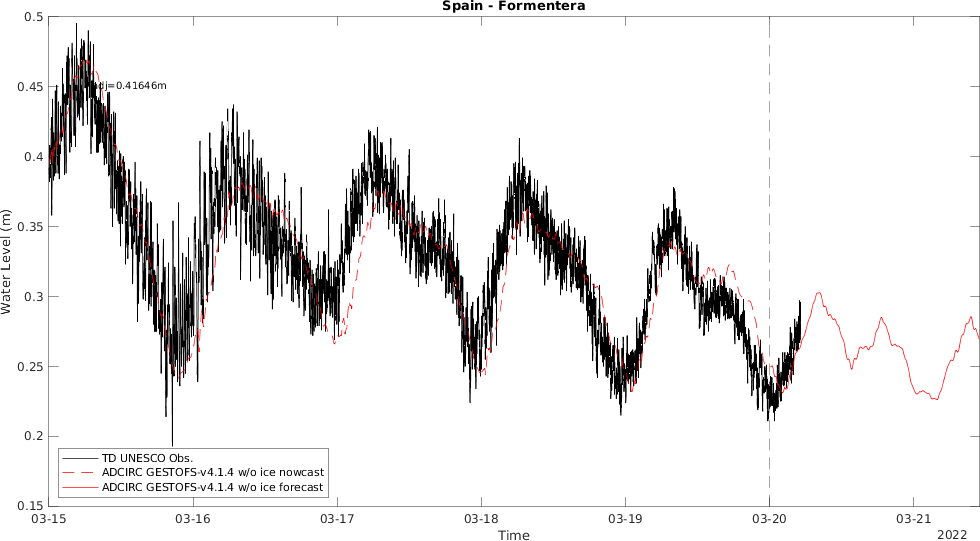 Spain - Formentera
0.5
0.45
0.4
0.35
0.3
0.25
0.2
0.15
Water Level (m)
dj=0.41646m
TD UNESCO Obs.
ADCIRC GESTOFS-v4.1.4 w/o ice nowcast
ADCIRC GESTOFS-v4.1.4 w/o ice forecast
03-15
03-16
03-17
03-18
03-19
03-20
03-21
Time
2022